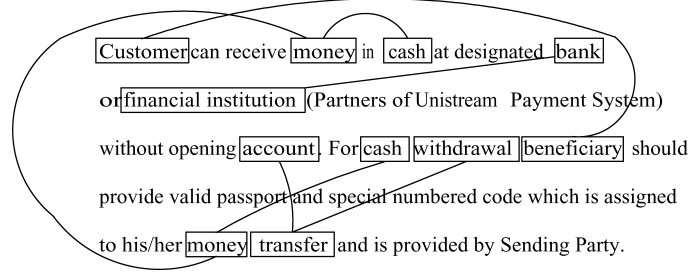 Customer can receive money in cash at designated bank
or financial institution (Partners of Unistream Payment System)
without opening account. For cash withdrawal beneficiary should
provide valid passport and special numbered code which is assigned
to his/her money transfer and is provided by Sending Party.